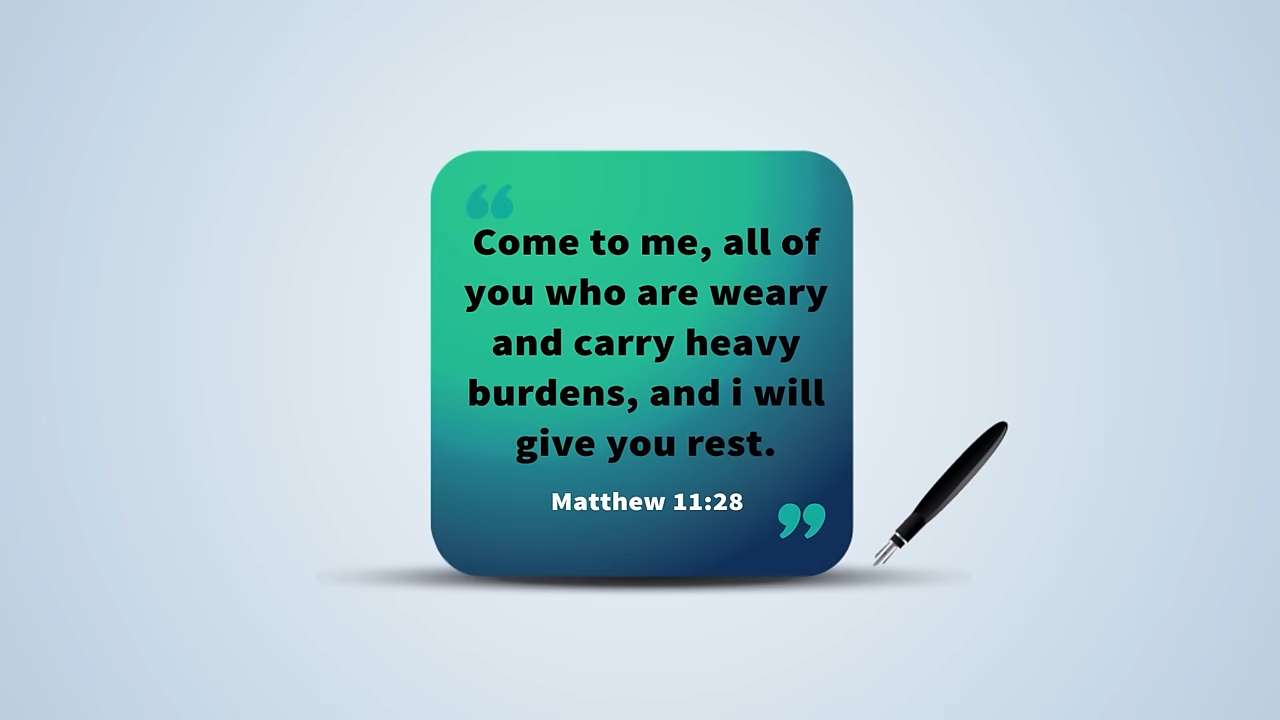 “
Come to me, all of
you who are weary
and carry heavy
burdens, and i will
give you rest.
Matthew 11:28
”